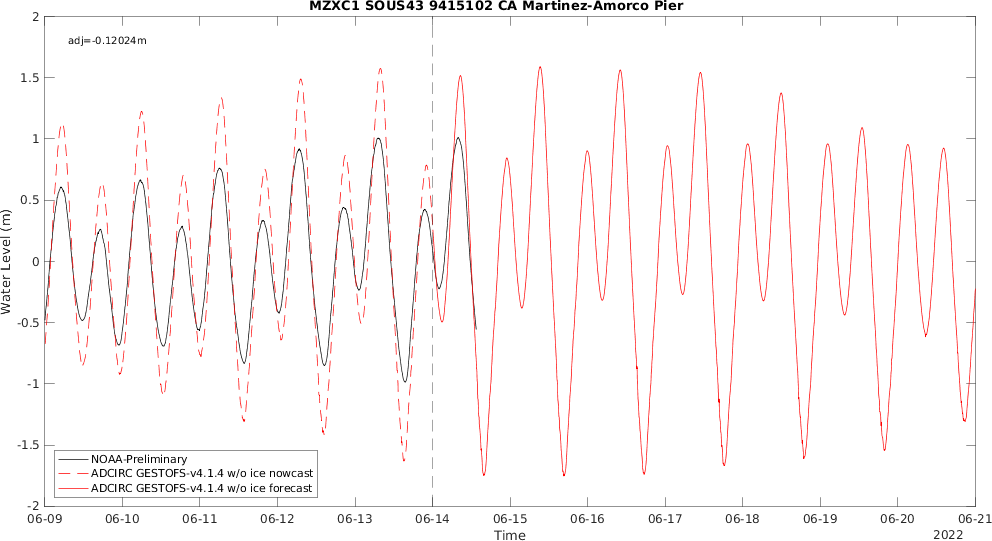 MZXC1 SOUS43 9415102 CA Martinez-Amorco Pier
adj=-0.12024m
2
1.5
1
0.5
0
-0.5
-1
-1.5
-2
Water Level (m)
NOAA-Preliminary
ADCIRC GESTOFS-v4.1.4 w/o ice nowcast
ADCIRC GESTOFS-v4.1.4 w/o ice forecast
06-09 06-10 06-11 06-12 06-13 06-14 06-15 06-16 06-17 06-18 06-19 06-20 06-21
Time
2022